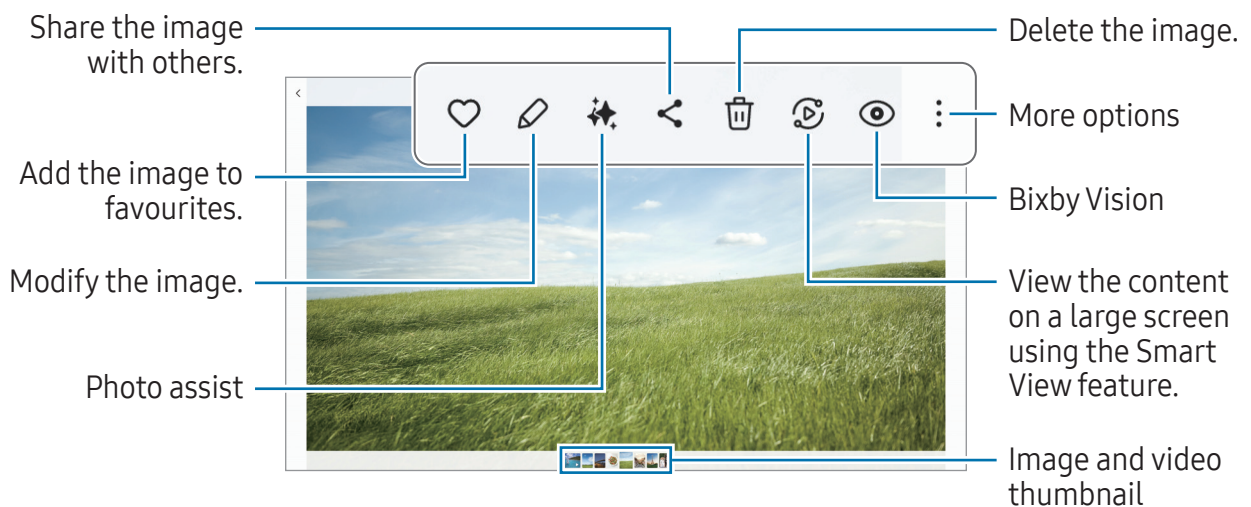 Share the image
with others.
Add the image to
favourites.
Modify the image.
Photo assist
Delete the image.
More options
Bixby Vision
View the content
on a large screen
using the Smart
View feature.
Image and video
thumbnail